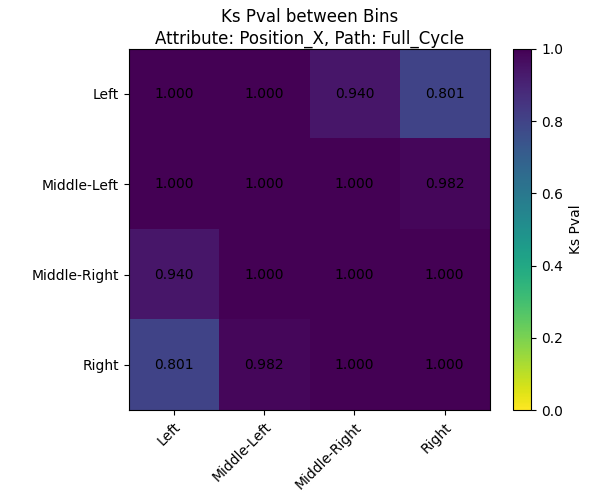 Ks Pval between Bins
Attribute: Position_X, Path: Full_Cycle
Left
1.000 1.000 0.940 0.801
Middle-Left
1.000 1.000 1.000 0.982
Middle-Right
0.940 1.000 1.000 1.000
Right
0.801 0.982 1.000 1.000
Left
Middle-Left
Middle-Right
Right
1.0
0.8
0.6
0.4
0.2
0.0
Ks Pval